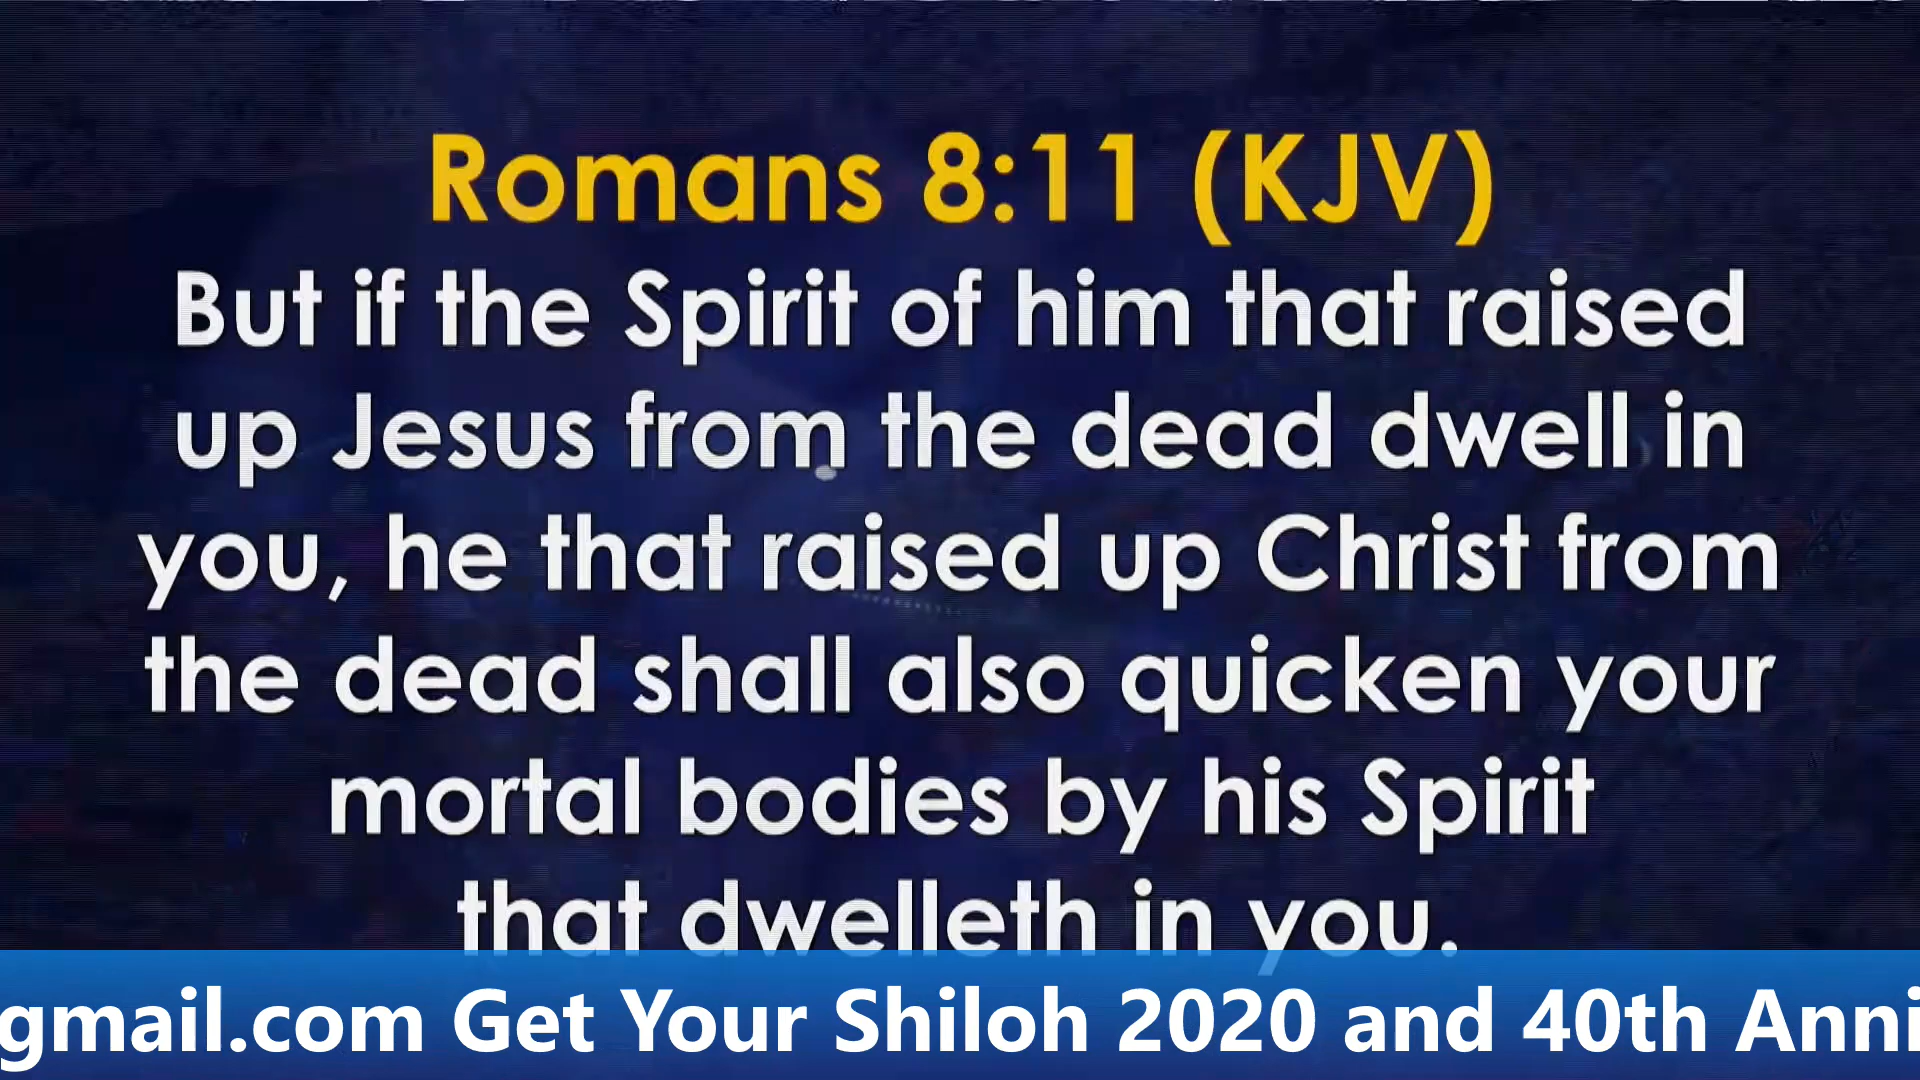 Romans 8:11 (KJV)
But if the Spirit of him that raised
up Jesus from the dead dwell in
you, he that raised up Christ from
the dead shall also quicken your
mortal bodies by his Spirit
that dwelleth in you.
gmail.com Get Your Shiloh 2020 and 40th Anni